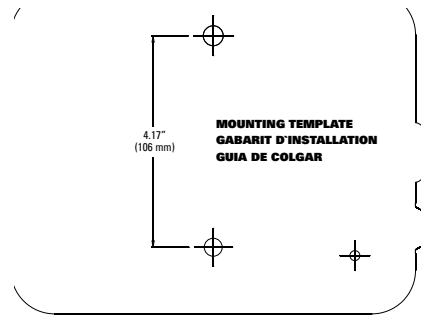 4.17"
(106 mm)
MOUNTING TEMPLATE
GABARIT D`INSTALLATION
GUIA DE COLGAR